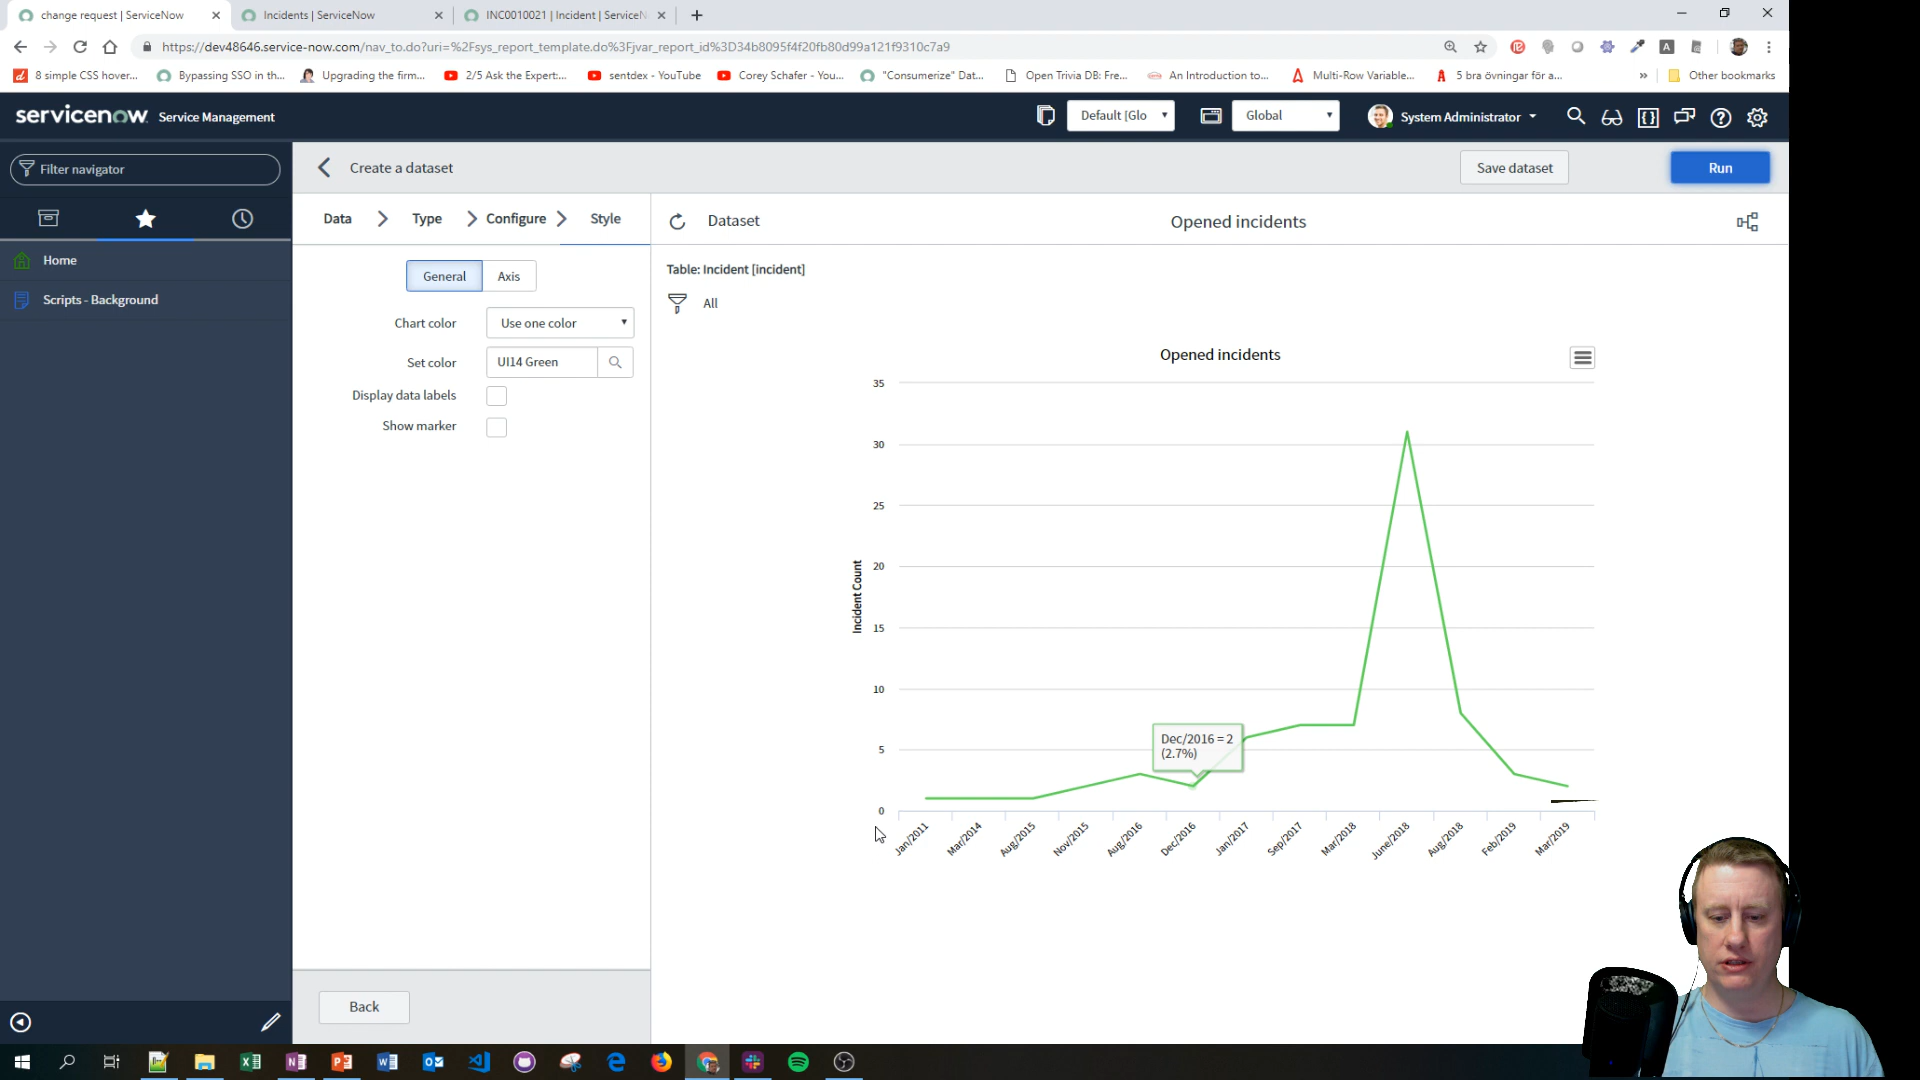 change request | ServiceNow
Incidents | ServiceNow
INC0010021 | Incident | ServiceN
https://dev48646.service-now.com/nav_to.do?uri=%2Fsys_report_template.do%3Fjvar_report_id%3D34b8095f4f20fb80d99a121f9310c7a9
8 simple CSS hover...
Bypassing SSO in th...
Upgrading the firm...
2/5 Ask the Expert:...
sentdex - YouTube
Corey Schafer - You...
"Consumerize" Dat...
Open Trivia DB: Fre...
An Introduction to...
Multi-Row Variable...
5 bra övningar för a...
»
Other bookmarks
servicenow Service Management
Default |Glo
Global
System Administrator
Filter navigator
Home
Scripts - Background
Create a dataset
Save dataset
Run
Data > Type > Configure > Style
General
Axis
Chart color
Use one color
Set color
UI14 Green
Display data labels
Show marker
Back
Dataset
Opened incidents
Table: Incident [incident]
All
Opened incidents
Incident Count
35
30
25
20
15
10
5
0
Dec/2016 = 2
(2.7%)
Jan/2011
Mar/2014
Aug/2015
Nov/2015
Aug/2016
Dec/2016
Jan/2017
Sep/2017
Mar/2018
June/2018
Aug/2018
Feb/2019
Mar/2019